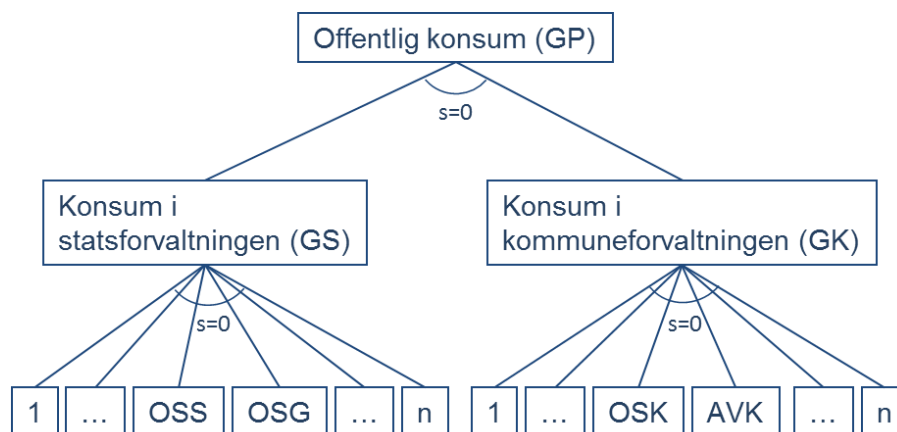 Offentlig konsum (GP)
s=0
Konsum i
statsforvaltningen (GS)
Konsum i
kommuneforvaltningen (GK)
s=0
s=0
1 ... OSS OSG ... n
1 ... OSK AVK ... n